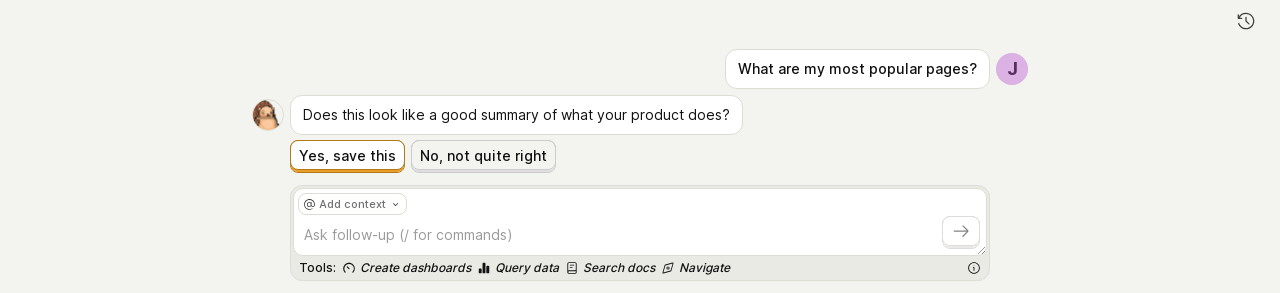 What are my most popular pages?
J
Does this look like a good summary of what your product does?
Yes, save this
No, not quite right
@ Add context
Ask follow-up (/ for commands)
Tools: Create dashboards Query data Search docs Navigate